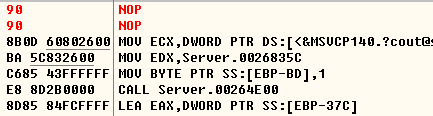 90 NOP
90 NOP
8B0D 60802600 MOV ECX,DWORD PTR DS:[<&MSVCP140.?cout@s
BA 5C832600 MOV EDX,Server.0026835C
C685 43FFFFFF MOV BYTE PTR SS:[EBP-BD],1
E8 8D2B0000 CALL Server.00264E00
8D85 84FCFFFF LEA EAX,DWORD PTR SS:[EBP-37C]